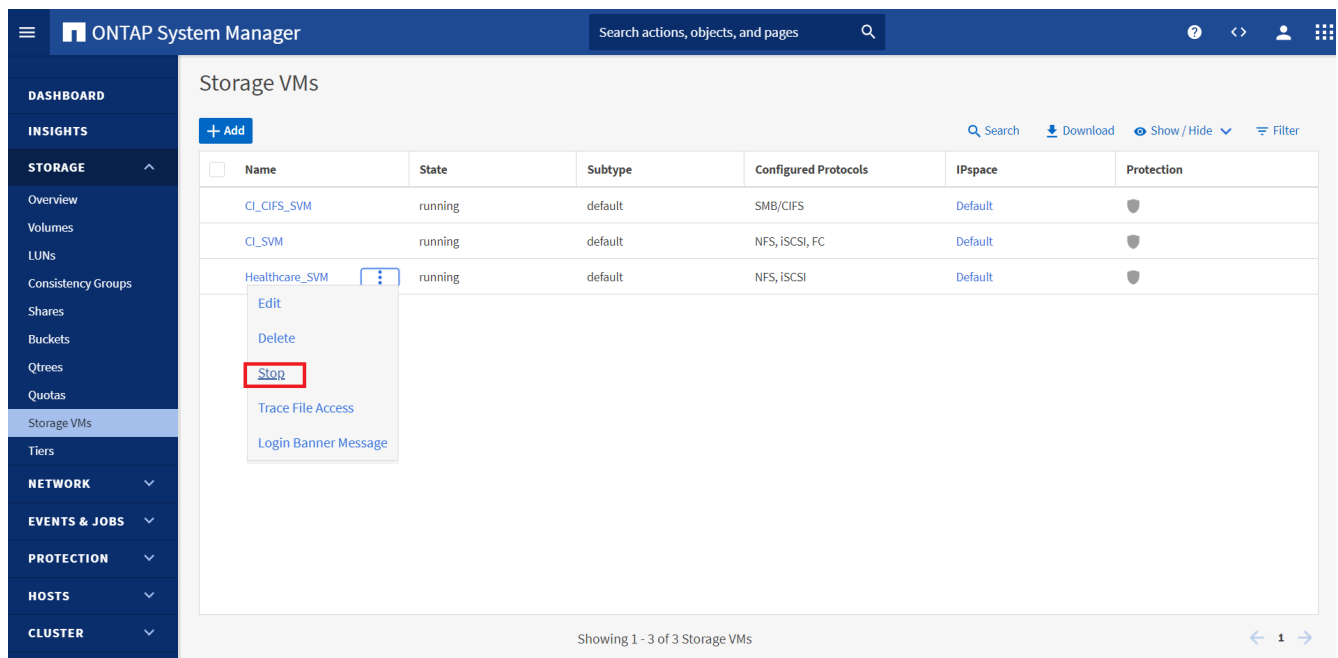 ONTAP System Manager
Search actions, objects, and pages
DASHBOARD
INSIGHTS
STORAGE
Overview
Volumes
LUNs
Consistency Groups
Shares
Buckets
Qtrees
Quotas
Storage VMs
Tiers
NETWORK
EVENTS & JOBS
PROTECTION
HOSTS
CLUSTER
Storage VMs
+ Add
Search Download Show / Hide Filter
Name State Subtype Configured Protocols IPspace Protection
CI_CIFS_SVM running default SMB/CIFS Default
CI_SVM running default NFS, iSCSI, FC Default
Healthcare_SVM running default NFS, iSCSI Default
Edit
Delete
Stop
Trace File Access
Login Banner Message
Showing 1 - 3 of 3 Storage VMs
← 1 →